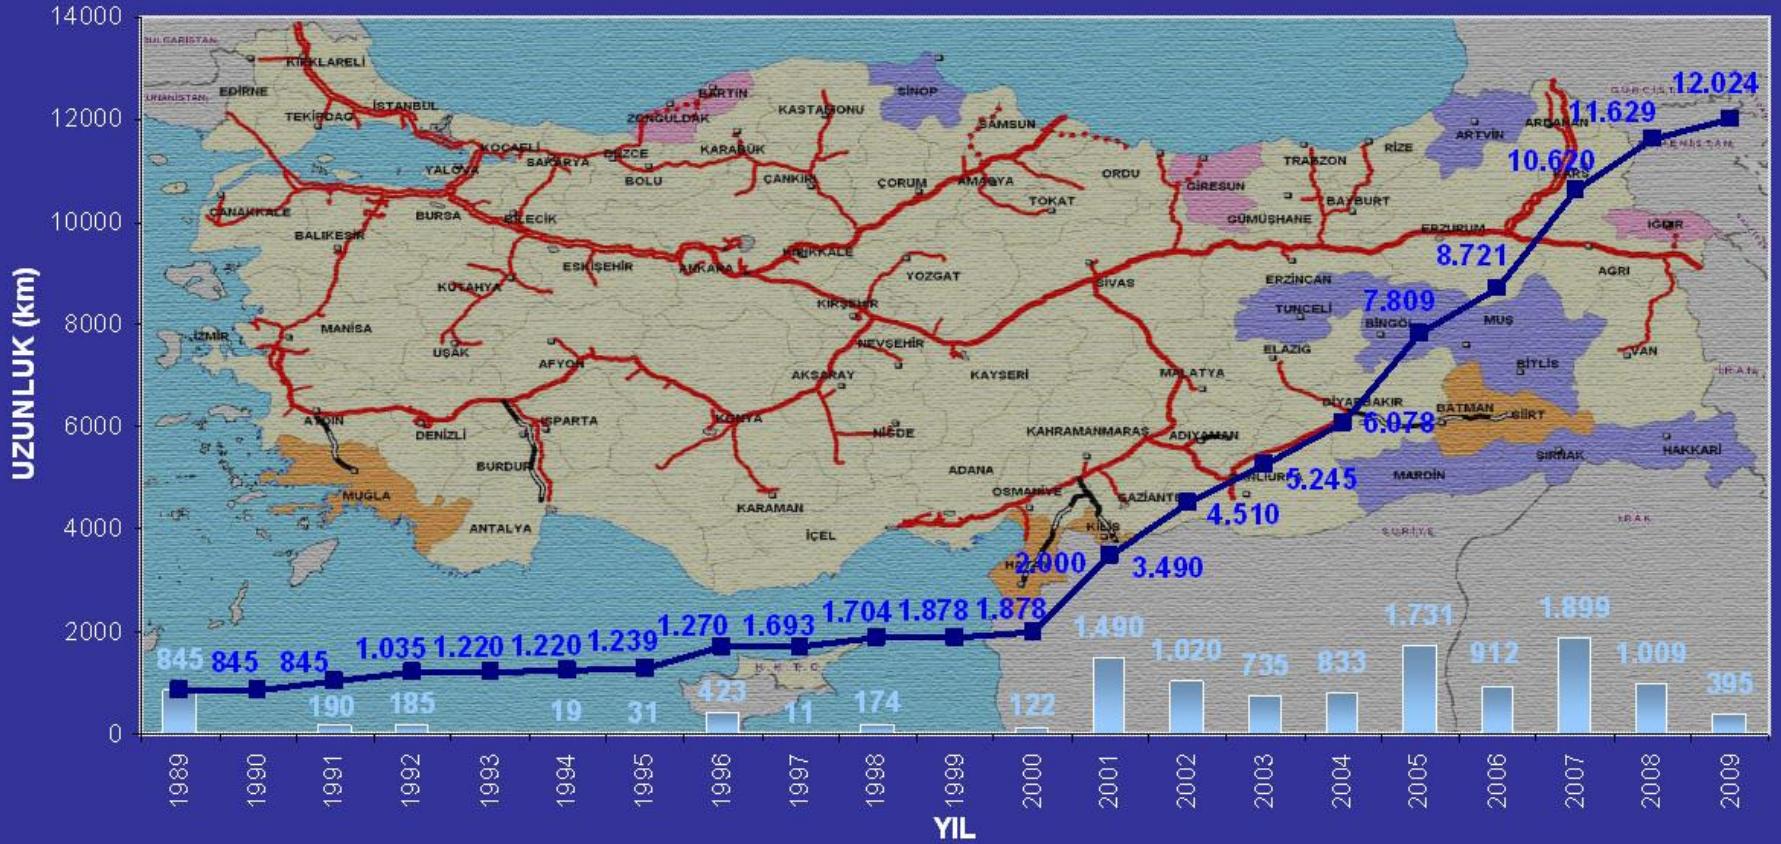 14000
12000
10000
8000
6000
4000
2000
0
UZUNLUK (km)
BULGARISTAN
KIRKLARELİ
EDİRNE
TEKİRDAG
İSTANBUL
KOCAELİ
YALOVA
SAKARYA
DÜZCE
BOLU
ZONGULDAK
BARTIN
KARABÜK
KASTAMONU
SİNOP
ÇANKIRI
ÇORUM
SAMSUN
AMASYA
TOKAT
ORDU
GİRESUN
GÜMÜŞHANE
TRABZON
BAYBURT
RİZE
ARTVİN
ARDAHAN
KARS
IGDIR
AGRI
ERZURUM
ERZİNCAN
TUNCELİ
BİNGÖL
MUŞ
BİTLİS
VAN
İRAN
ÇANAKKALE
BALIKESİR
BURSA
BİLECİK
ESKİŞEHİR
KÜTAHYA
ANKARA
KIRIKKALE
YOZGAT
SİVAS
KIRŞEHİR
NEVŞEHİR
KAYSERİ
AKSARAY
MALATYA
ELAZIG
DİYARBAKIR
BATMAN
SİİRT
ŞIRNAK
HAKKARİ
MARDİN
İZMİR
MANİSA
UŞAK
AFYON
AYDIN
DENİZLİ
ISPARTA
BURDUR
MUĞLA
ANTALYA
KONYA
KARAMAN
NİĞDE
İÇEL
ADANA
OSMANİYE
KAHRAMANMARAŞ
ADIYAMAN
KİLİS
SURİYE
IRAK
K.K.T.C
845 845 845 1.035 1.220 1.220 1.239 1.270 1.693 1.704 1.878 1.878 2.000 3.490 4.510 5.245 6.078 7.809 8.721 10.620 11.629 12.024
190 185 19 31 423 11 174 122 1.490 1.020 735 833 1.731 912 1.899 1.009 395
1989 1990 1991 1992 1993 1994 1995 1996 1997 1998 1999 2000 2001 2002 2003 2004 2005 2006 2007 2008 2009
YIL